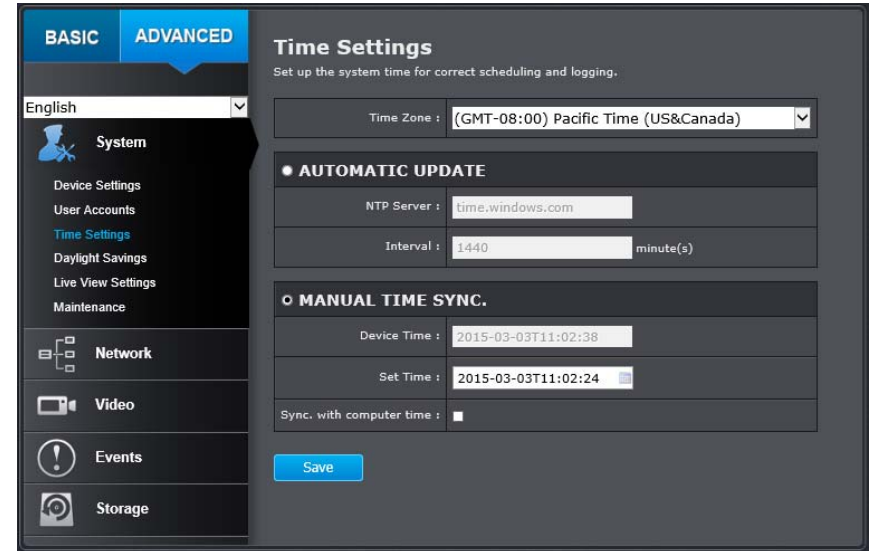 BASIC ADVANCED
English
System
Device Settings
User Accounts
Time Settings
Daylight Savings
Live View Settings
Maintenance
Network
Video
Events
Storage
Time Settings
Set up the system time for correct scheduling and logging.
Time Zone : (GMT-08:00) Pacific Time (US&Canada)
AUTOMATIC UPDATE
NTP Server : time.windows.com
Interval : 1440 minute(s)
MANUAL TIME SYNC.
Device Time : 2015-03-03T11:02:38
Set Time : 2015-03-03T11:02:24
Sync. with computer time :
Save